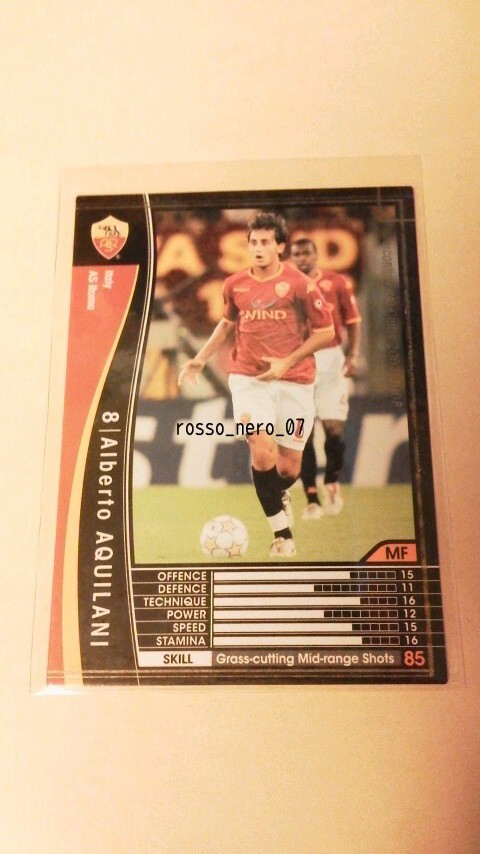 Italy
AS Roma
8 | Alberto AQUILANI
WIND
rosso_nero_07
MF
OFFENCE 15
DEFENCE 11
TECHNIQUE 16
POWER 12
SPEED 15
STAMINA 16
SKILL Grass-cutting Mid-range Shots 85